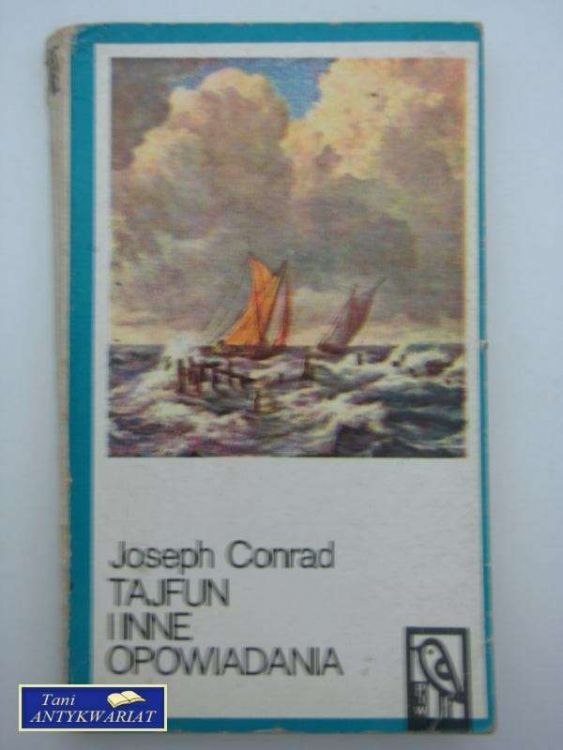 Joseph Conrad
TAJFUN
I INNE
OPOWIADANIA
Tani
ANTYKWARIAT